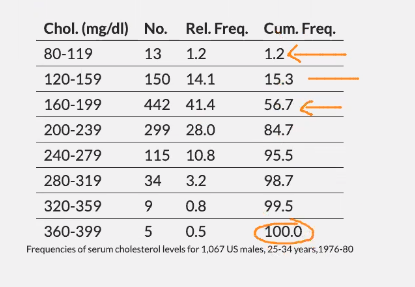 Chol. (mg/dl) No. Rel. Freq. Cum. Freq.
80-119 13 1.2 1.2
120-159 150 14.1 15.3
160-199 442 41.4 56.7
200-239 299 28.0 84.7
240-279 115 10.8 95.5
280-319 34 3.2 98.7
320-359 9 0.8 99.5
360-399 5 0.5 100.0
Frequencies of serum cholesterol levels for 1,067 US males, 25-34 years,1976-80